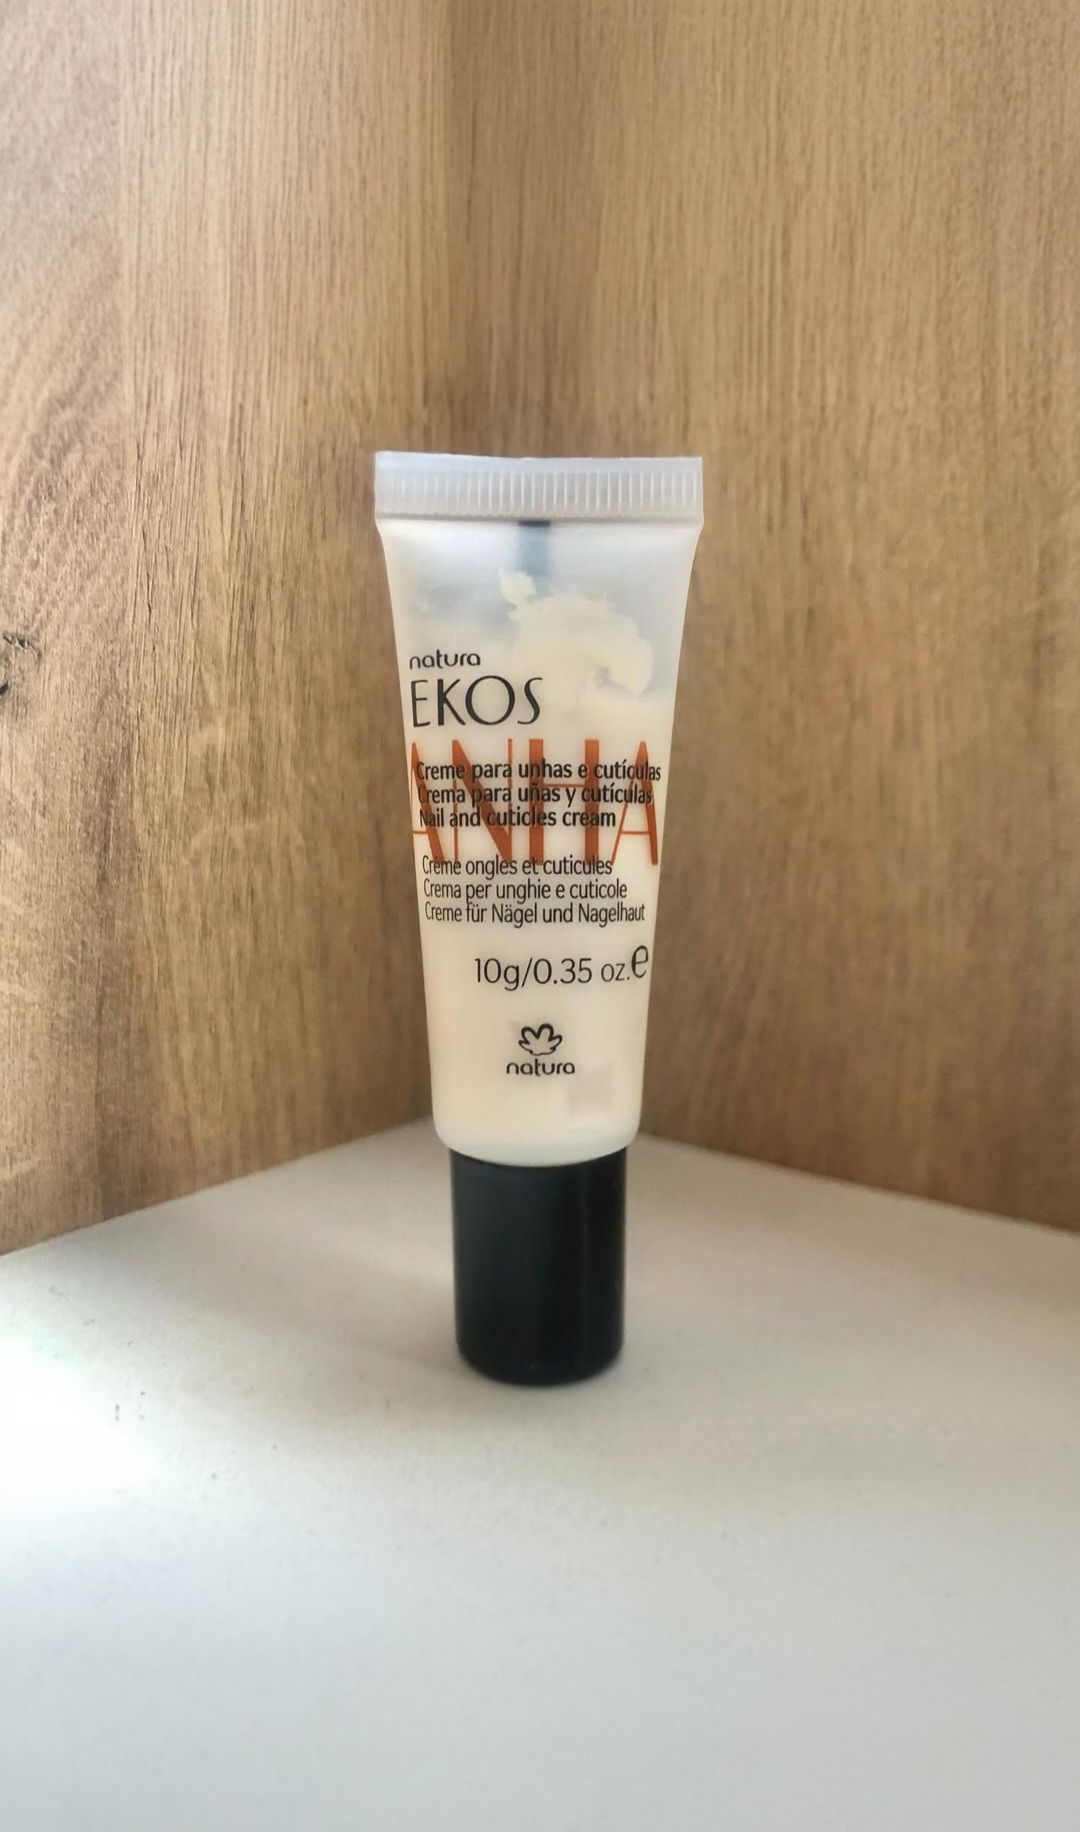 natura
EKOS
ANHA
Creme para unhas e cutículas
Crema para uñas y cutículas
Nail and cuticles cream
Crème ongles et cuticules
Crema per unghie e cuticole
Creme für Nägel und Nagelhaut
10g/0.35 oz.℮
natura